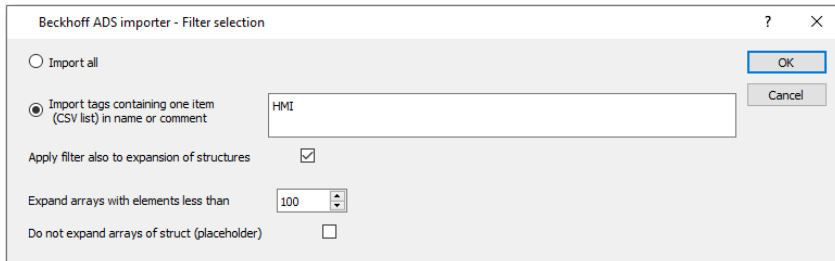 Beckhoff ADS importer - Filter selection
?
Import all
OK
Import tags containing one item
(CSV list) in name or comment
HMI
Cancel
Apply filter also to expansion of structures
Expand arrays with elements less than
100
Do not expand arrays of struct (placeholder)